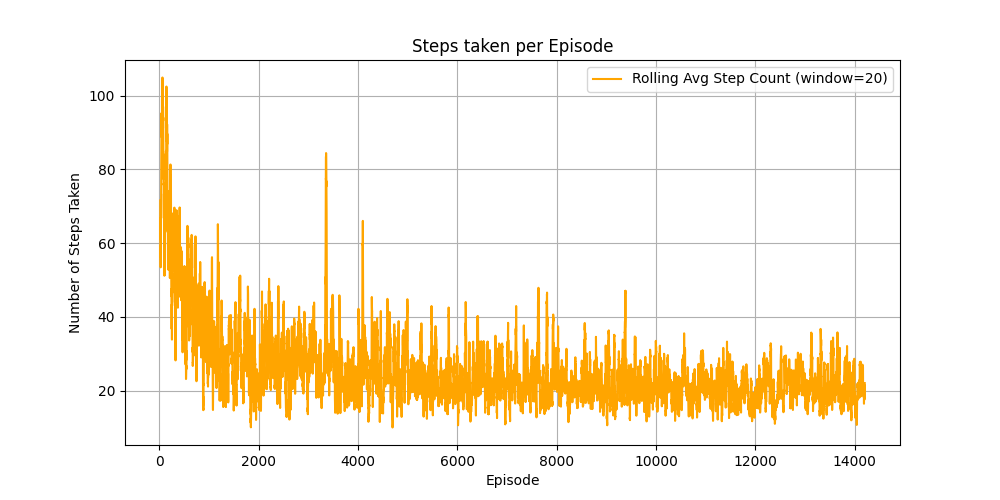 Steps taken per Episode
Rolling Avg Step Count (window=20)
Number of Steps Taken
100
80
60
40
20
0 2000 4000 6000 8000 10000 12000 14000
Episode